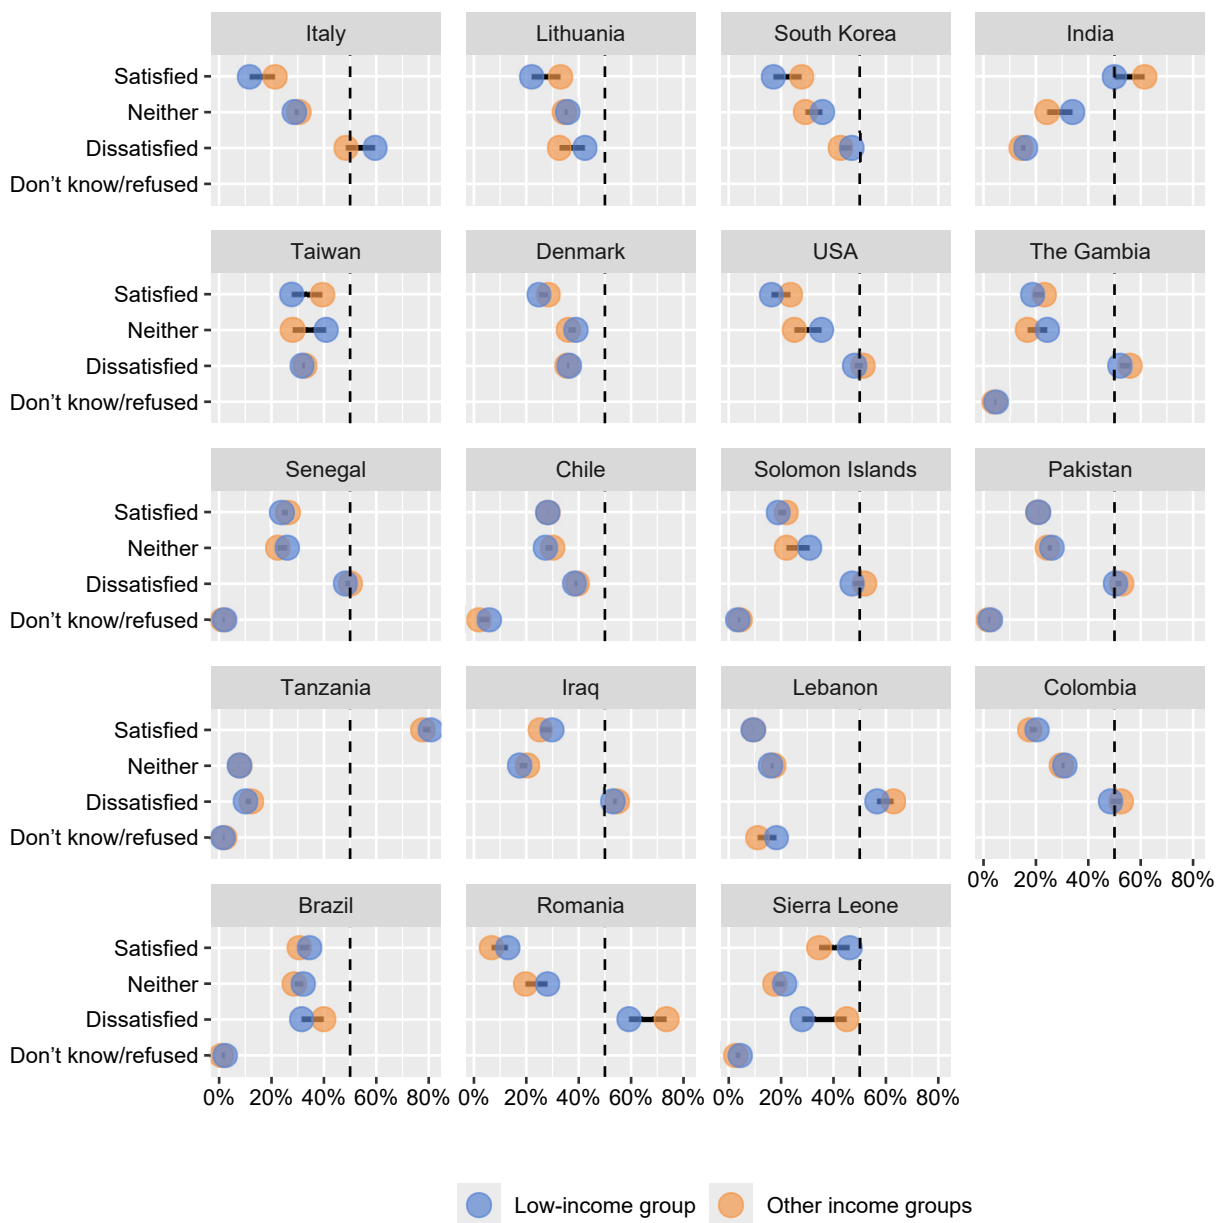 Italy Lithuania South Korea India
Satisfied
Neither
Dissatisfied
Don’t know/refused
Taiwan Denmark USA The Gambia
Satisfied
Neither
Dissatisfied
Don’t know/refused
Senegal Chile Solomon Islands Pakistan
Satisfied
Neither
Dissatisfied
Don’t know/refused
Tanzania Iraq Lebanon Colombia
Satisfied
Neither
Dissatisfied
Don’t know/refused
0% 20% 40% 60% 80%
Brazil Romania Sierra Leone
Satisfied
Neither
Dissatisfied
Don’t know/refused
0% 20% 40% 60% 80% 0% 20% 40% 60% 80% 0% 20% 40% 60% 80%
Low-income group Other income groups